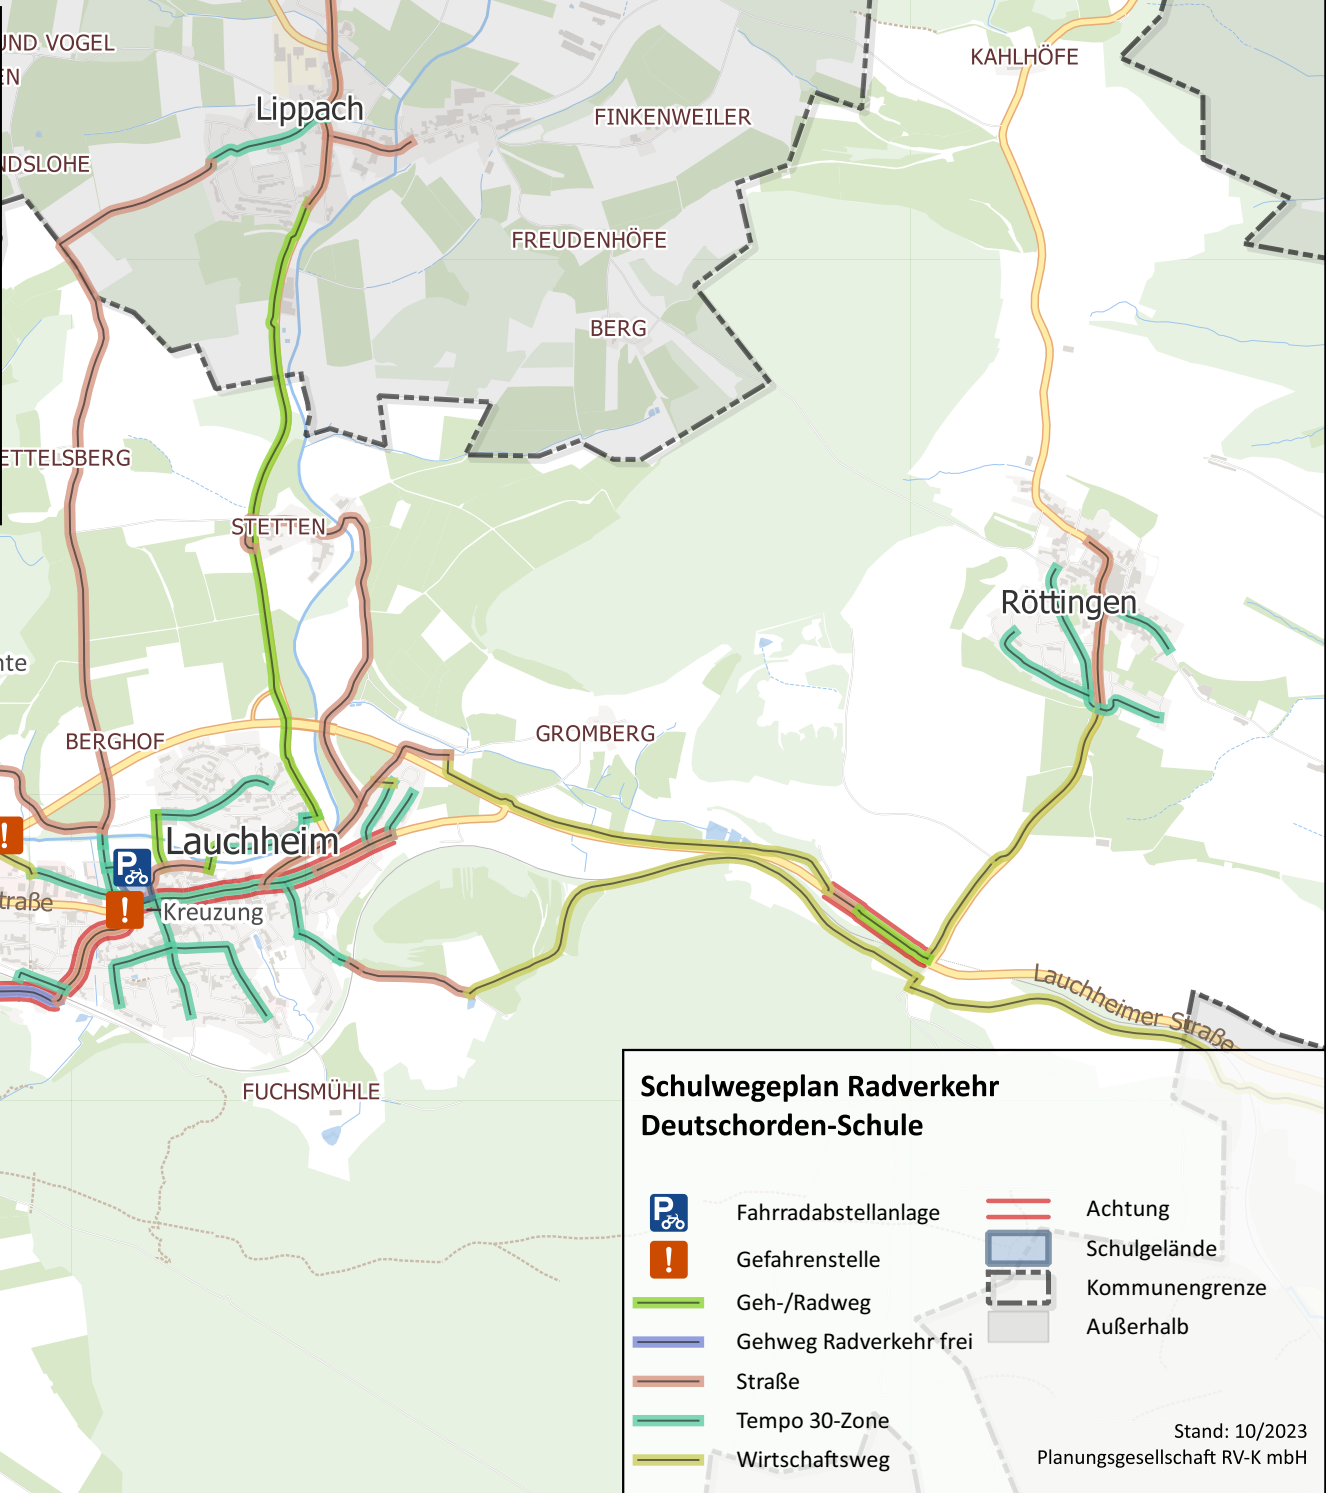 UND VOGEL
EN
KAHLHÖFE
Lippach
FINKENWEILER
NDSLOHE
FREUDENHÖFE
BERG
ETTELSBERG
STETTEN
Röttingen
nte
GROMBERG
BERGHOF
!
Lauchheim
P
traße
!
Kreuzung
Lauchheimer Straße
FUCHSMÜHLE
Schulwegeplan Radverkehr
Deutschorden-Schule
P
Fahrradabstellanlage
!
Gefahrenstelle
Geh-/Radweg
Gehweg Radverkehr frei
Straße
Tempo 30-Zone
Wirtschaftsweg
Achtung
Schulgelände
Kommunengrenze
Außerhalb
Stand: 10/2023
Planungsgesellschaft RV-K mbH